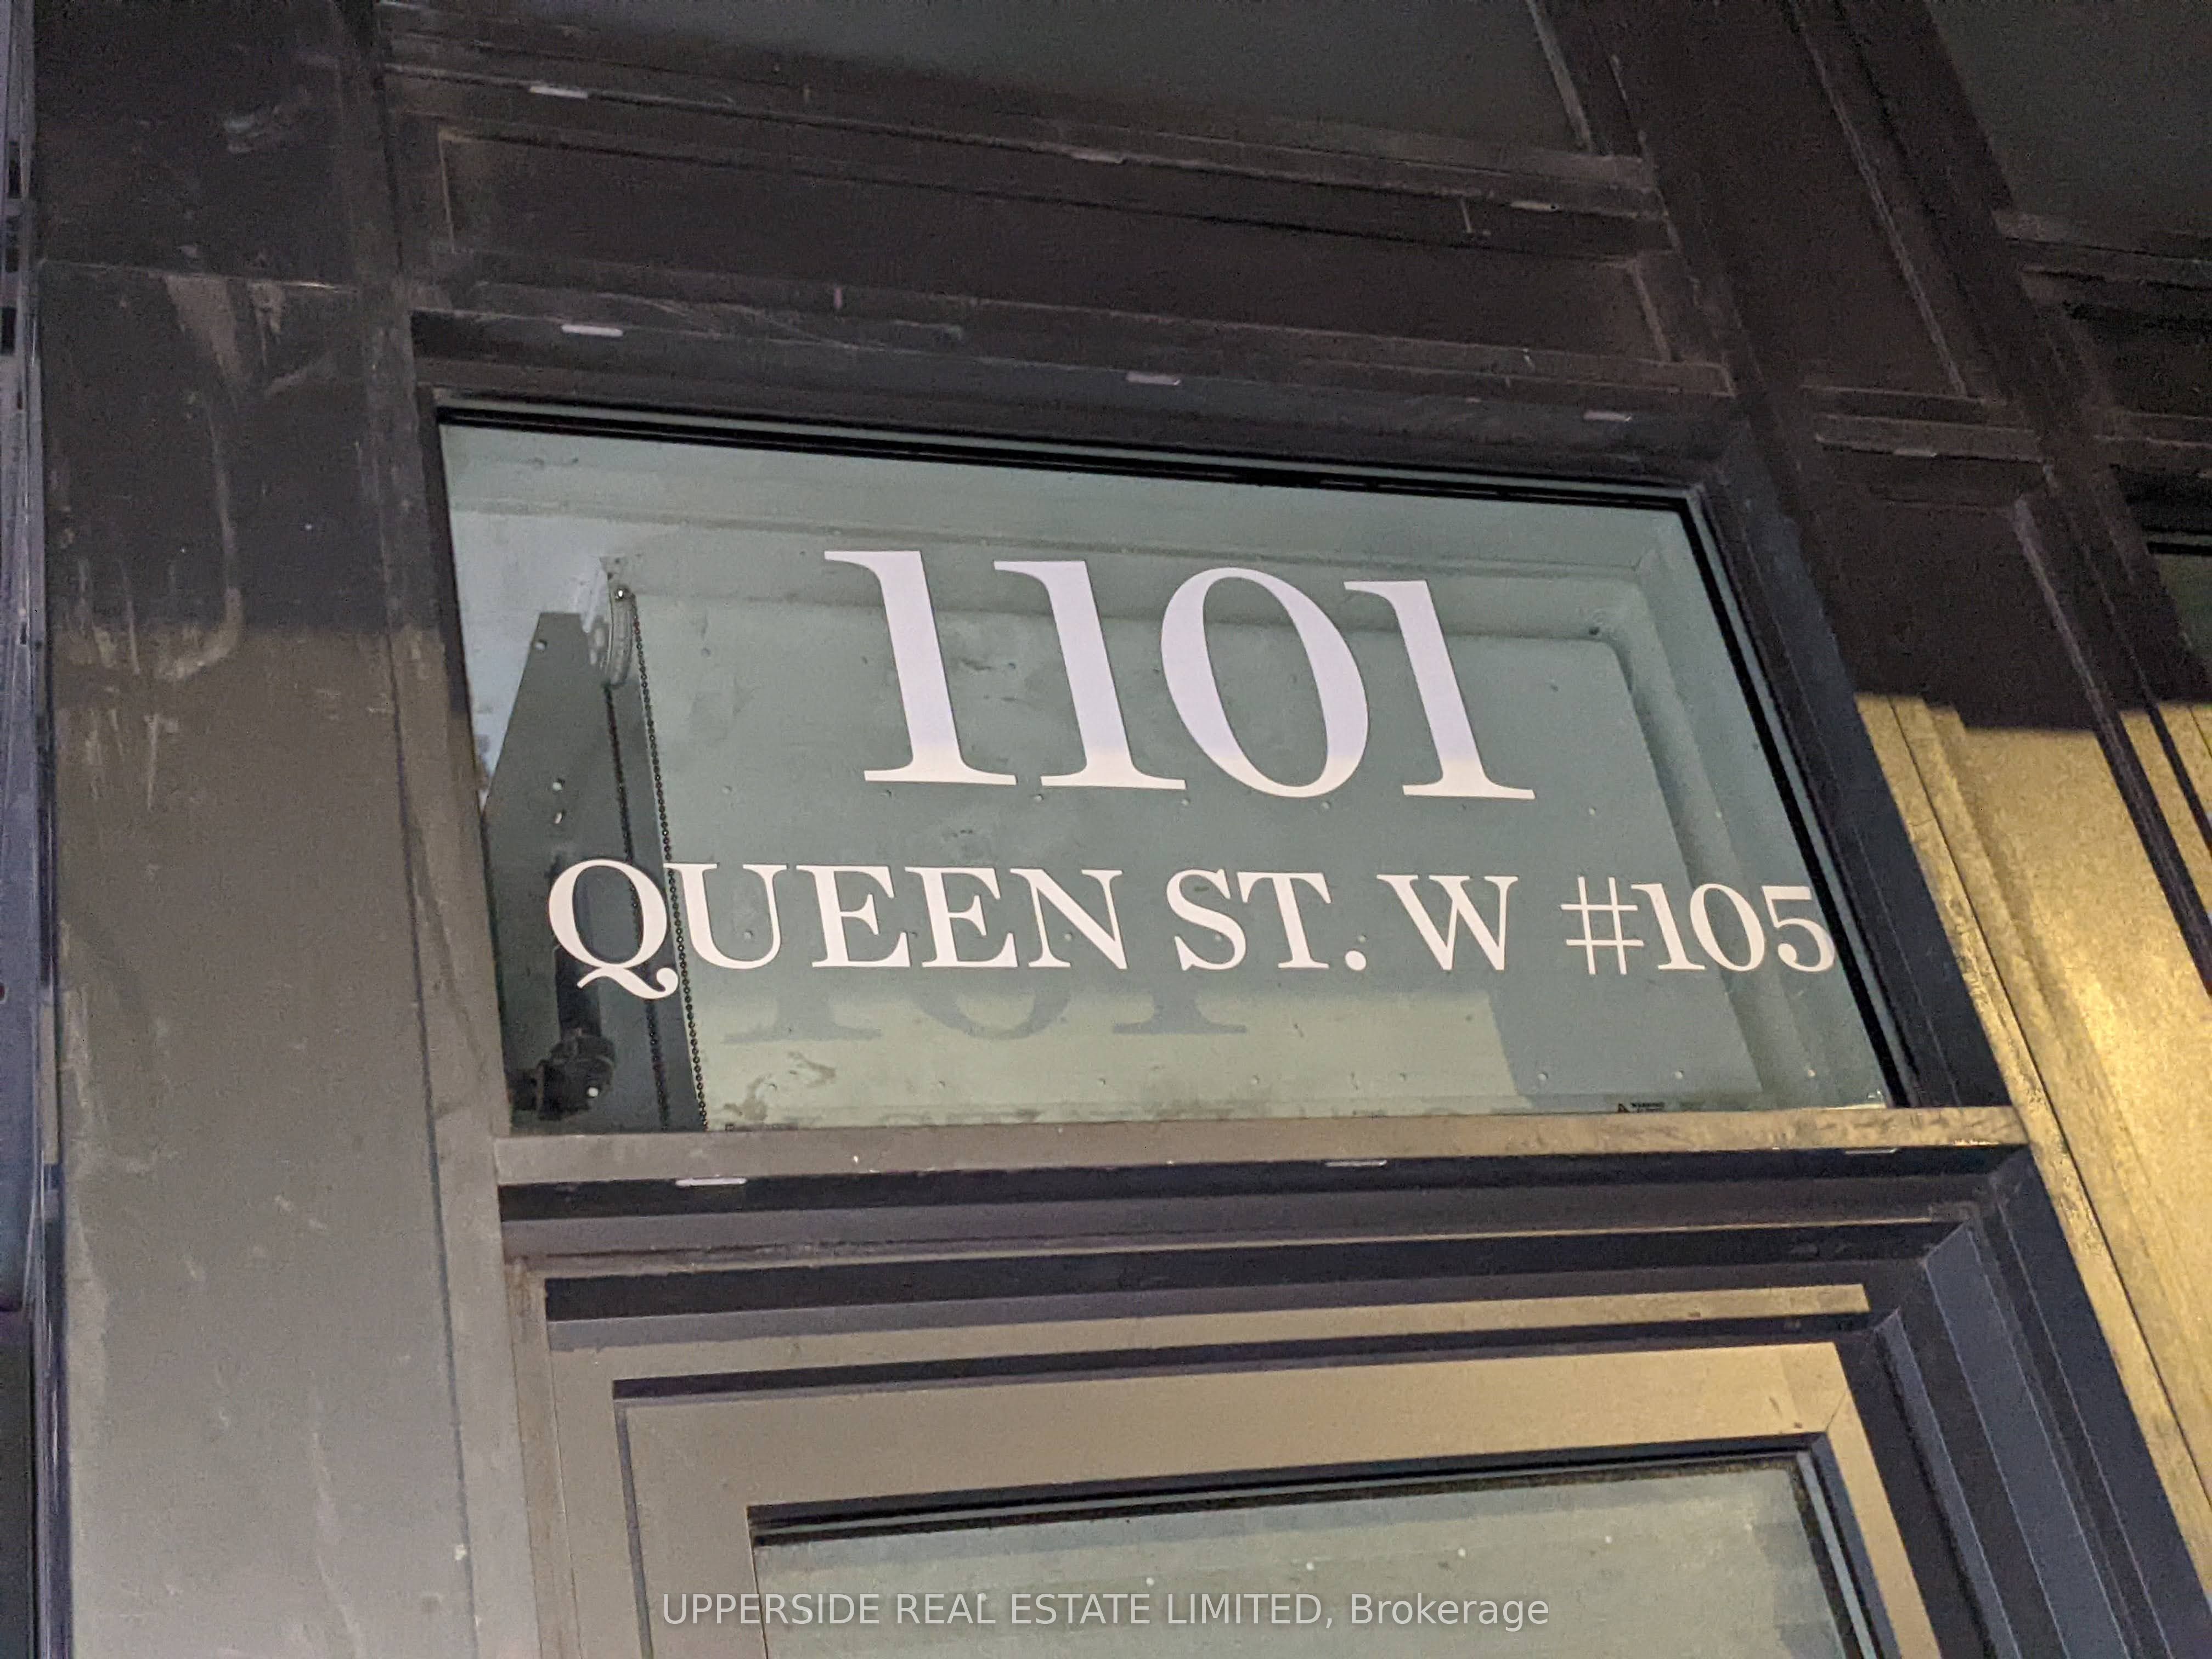 1101
QUEEN ST. W #105
UPPERSIDE REAL ESTATE LIMITED, Brokerage